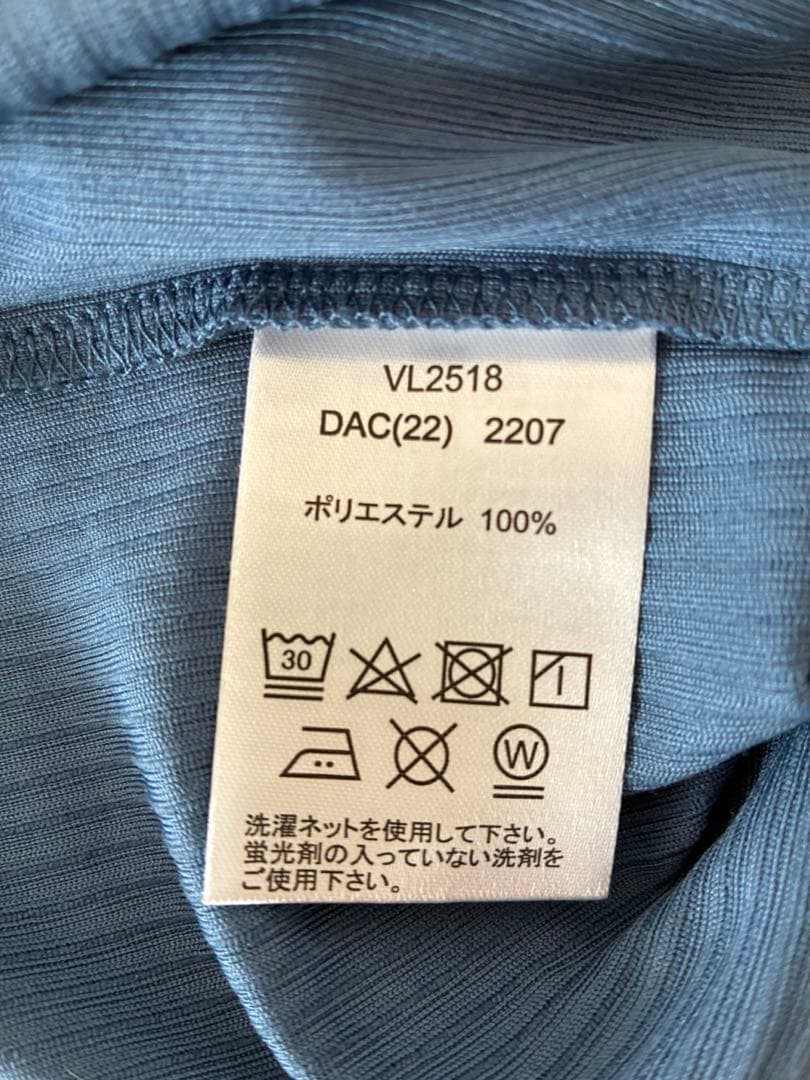 VL2518
DAC(22) 2207
ポリエステル 100%
30
W
洗濯ネットを使用して下さい。
蛍光剤の入っていない洗剤を
ご使用下さい。